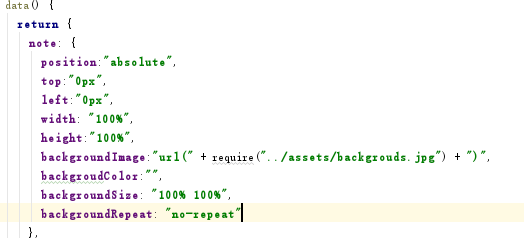 data() {
return {
note: {
position:"absolute",
top:"0px",
left:"0px",
width: "100%",
height:"100%",
backgroundImage:"url(" + require("../assets/backgrouds.jpg") + ")",
backgroudColor:"",
backgroundSize: "100% 100%",
backgroundRepeat: "no-repeat"
},